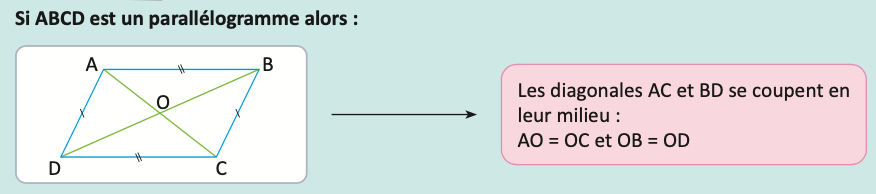 Si ABCD est un parallélogramme alors :
A
B
O
D
C
Les diagonales AC et BD se coupent en
leur milieu :
AO = OC et OB = OD